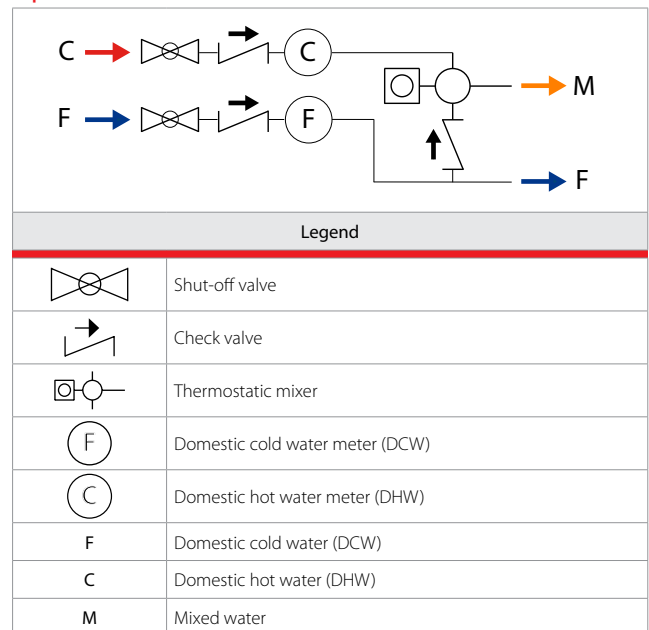 C C M
F F F
Legend
Shut-off valve
Check valve
Thermostatic mixer
F Domestic cold water meter (DCW)
C Domestic hot water meter (DHW)
F Domestic cold water (DCW)
C Domestic hot water (DHW)
M Mixed water